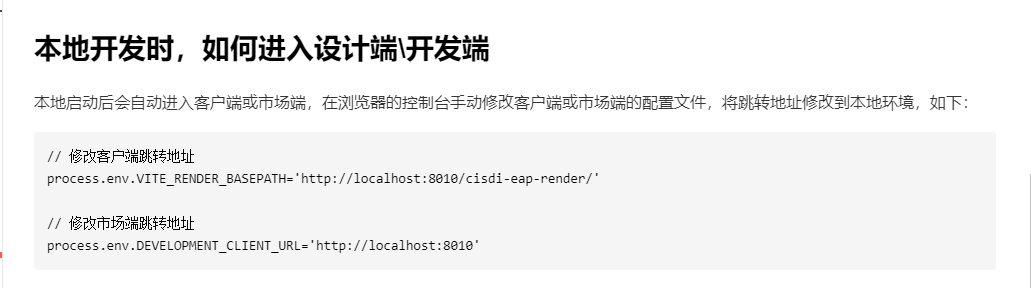 本地开发时，如何进入设计端\开发端
本地启动后会自动进入客户端或市场端，在浏览器的控制台手动修改客户端或市场端的配置文件，将跳转地址修改到本地环境，如下：
// 修改客户端跳转地址
process.env.VITE_RENDER_BASEPATH='http://localhost:8010/cisdi-eap-render/'
// 修改市场端跳转地址
process.env.DEVELOPMENT_CLIENT_URL='http://localhost:8010'